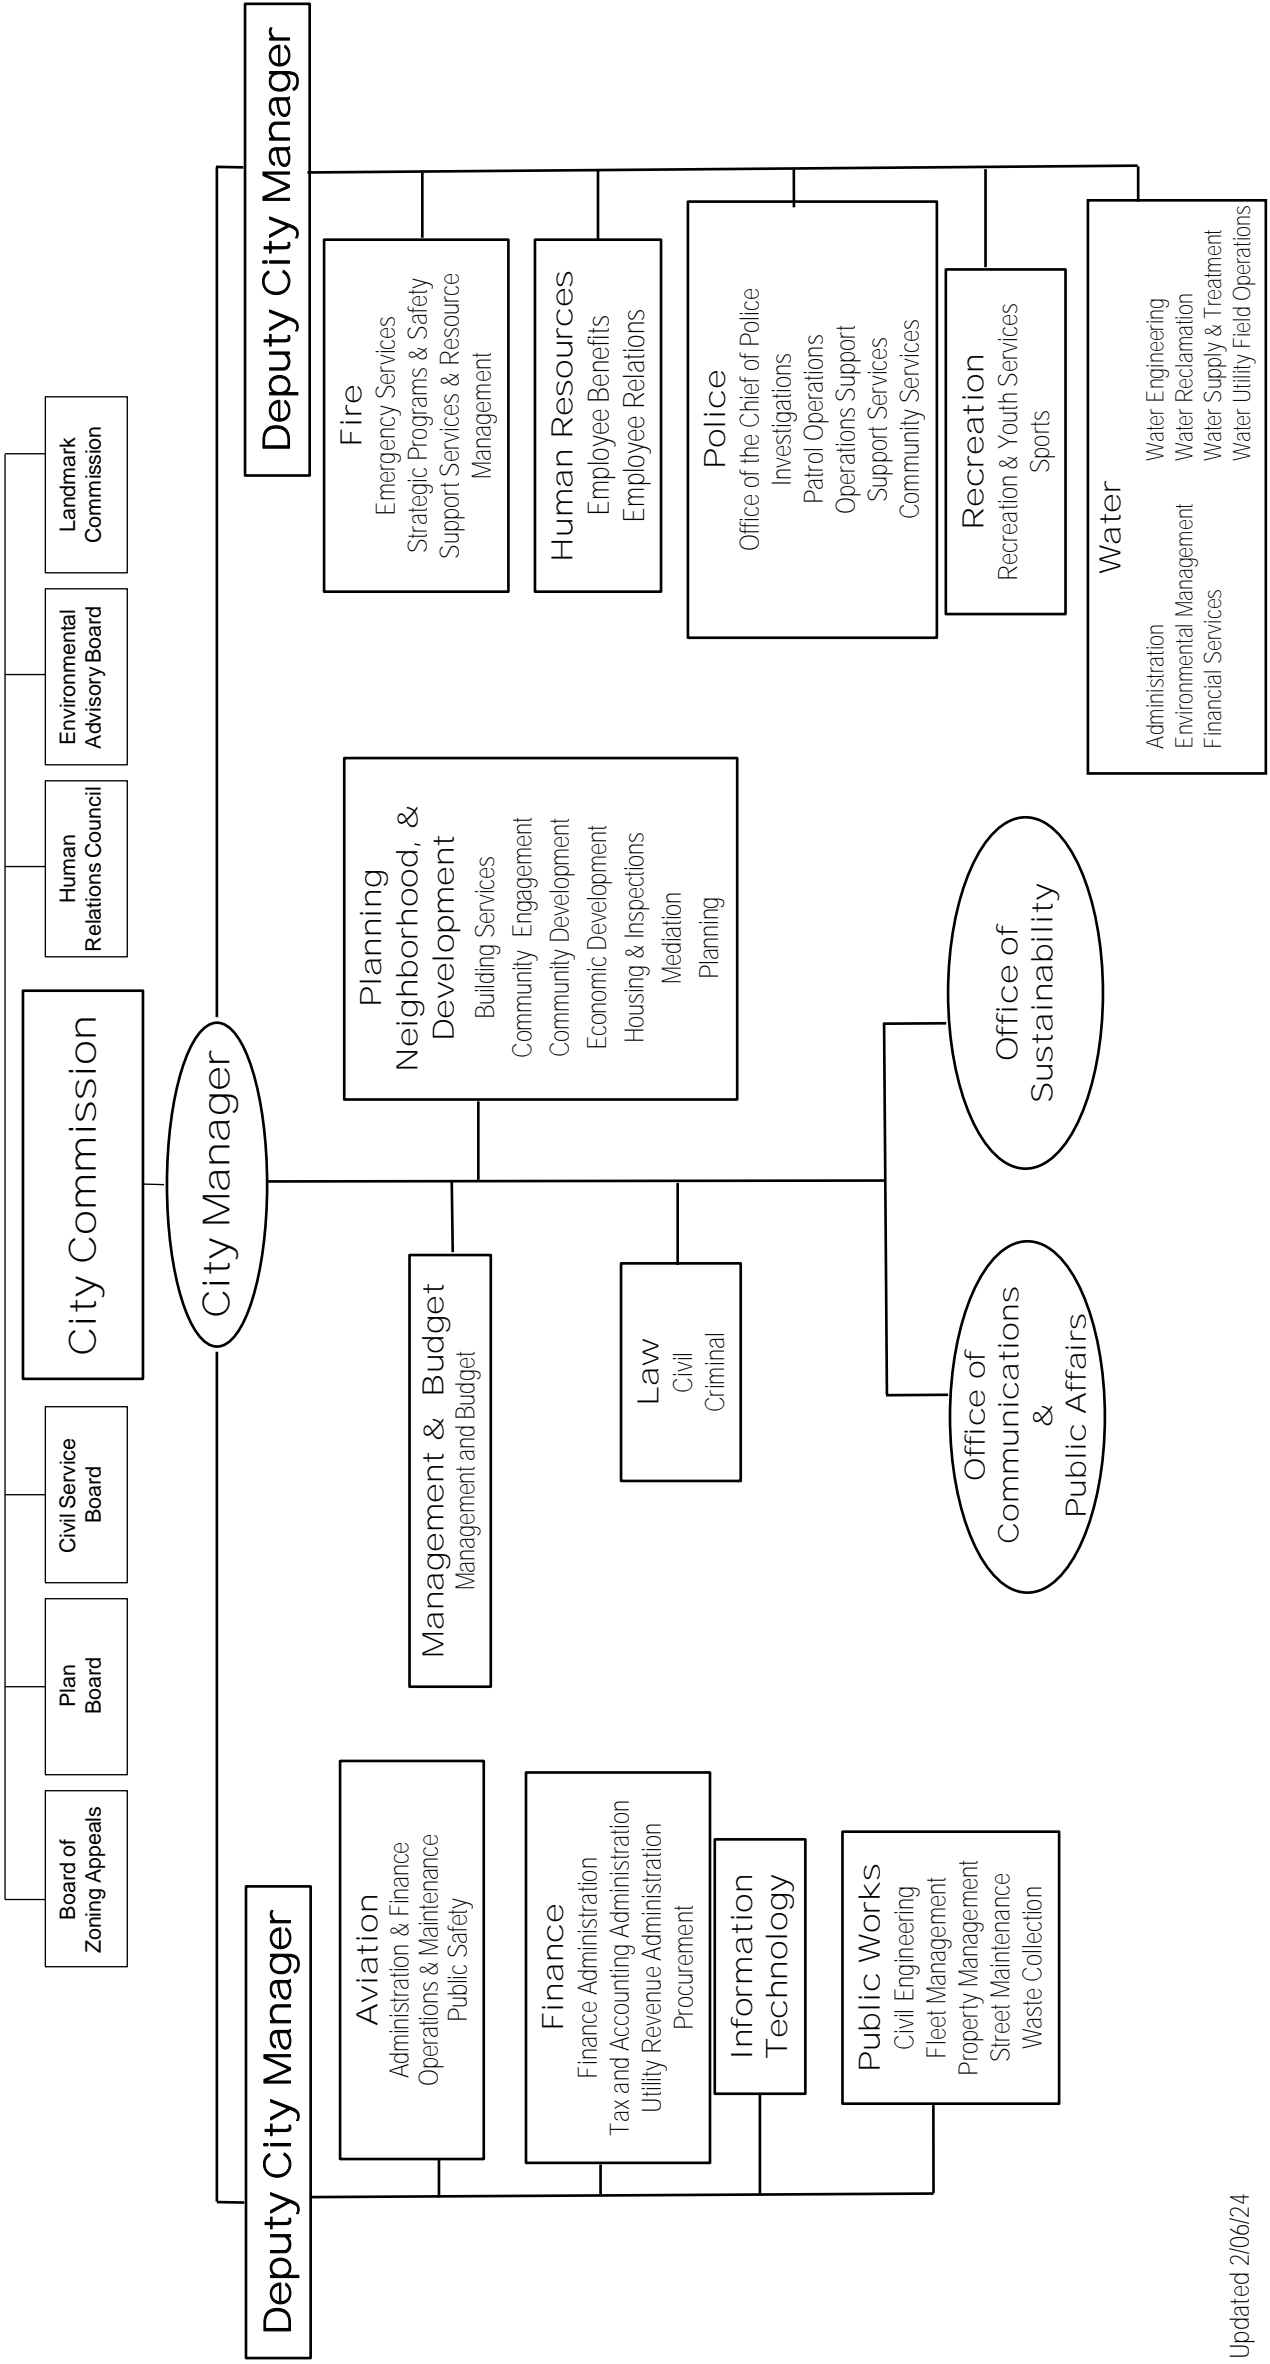 Board of
Zoning Appeals
Plan
Board
Civil Service
Board
City Commission
Human
Relations Council
Environmental
Advisory Board
Landmark
Commission
City Manager
Deputy City Manager
Aviation
Administration & Finance
Operations & Maintenance
Public Safety
Finance
Finance Administration
Tax and Accounting Administration
Utility Revenue Administration
Procurement
Information
Technology
Public Works
Civil Engineering
Fleet Management
Property Management
Street Maintenance
Waste Collection
Management & Budget
Management and Budget
Law
Civil
Criminal
Planning
Neighborhood, &
Development
Building Services
Community Engagement
Community Development
Economic Development
Housing & Inspections
Mediation
Planning
Office of
Communications
&
Public Affairs
Office of
Sustainability
Deputy City Manager
Fire
Emergency Services
Strategic Programs & Safety
Support Services & Resource
Management
Human Resources
Employee Benefits
Employee Relations
Police
Office of the Chief of Police
Investigations
Patrol Operations
Operations Support
Support Services
Community Services
Recreation
Recreation & Youth Services
Sports
Water
Administration
Environmental Management
Financial Services
Water Engineering
Water Reclamation
Water Supply & Treatment
Water Utility Field Operations
Updated 2/06/24